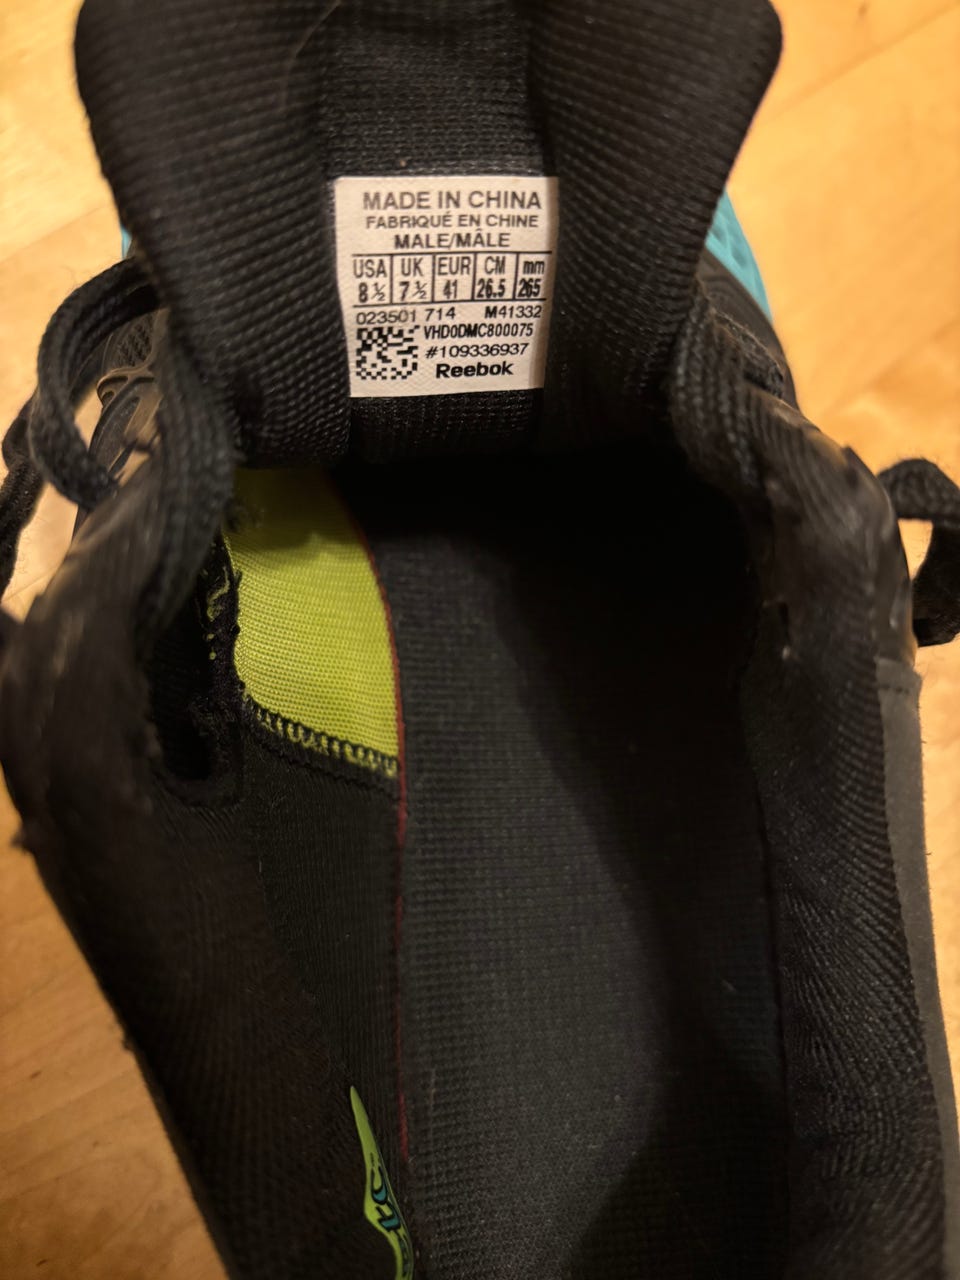 MADE IN CHINA
FABRIQUÉ EN CHINE
MALE/MÂLE
USA UK EUR CM mm
8 ½ 7 ½ 41 26.5 265
023501 714 M41332
VHD0DMC800075
#109336937
Reebok